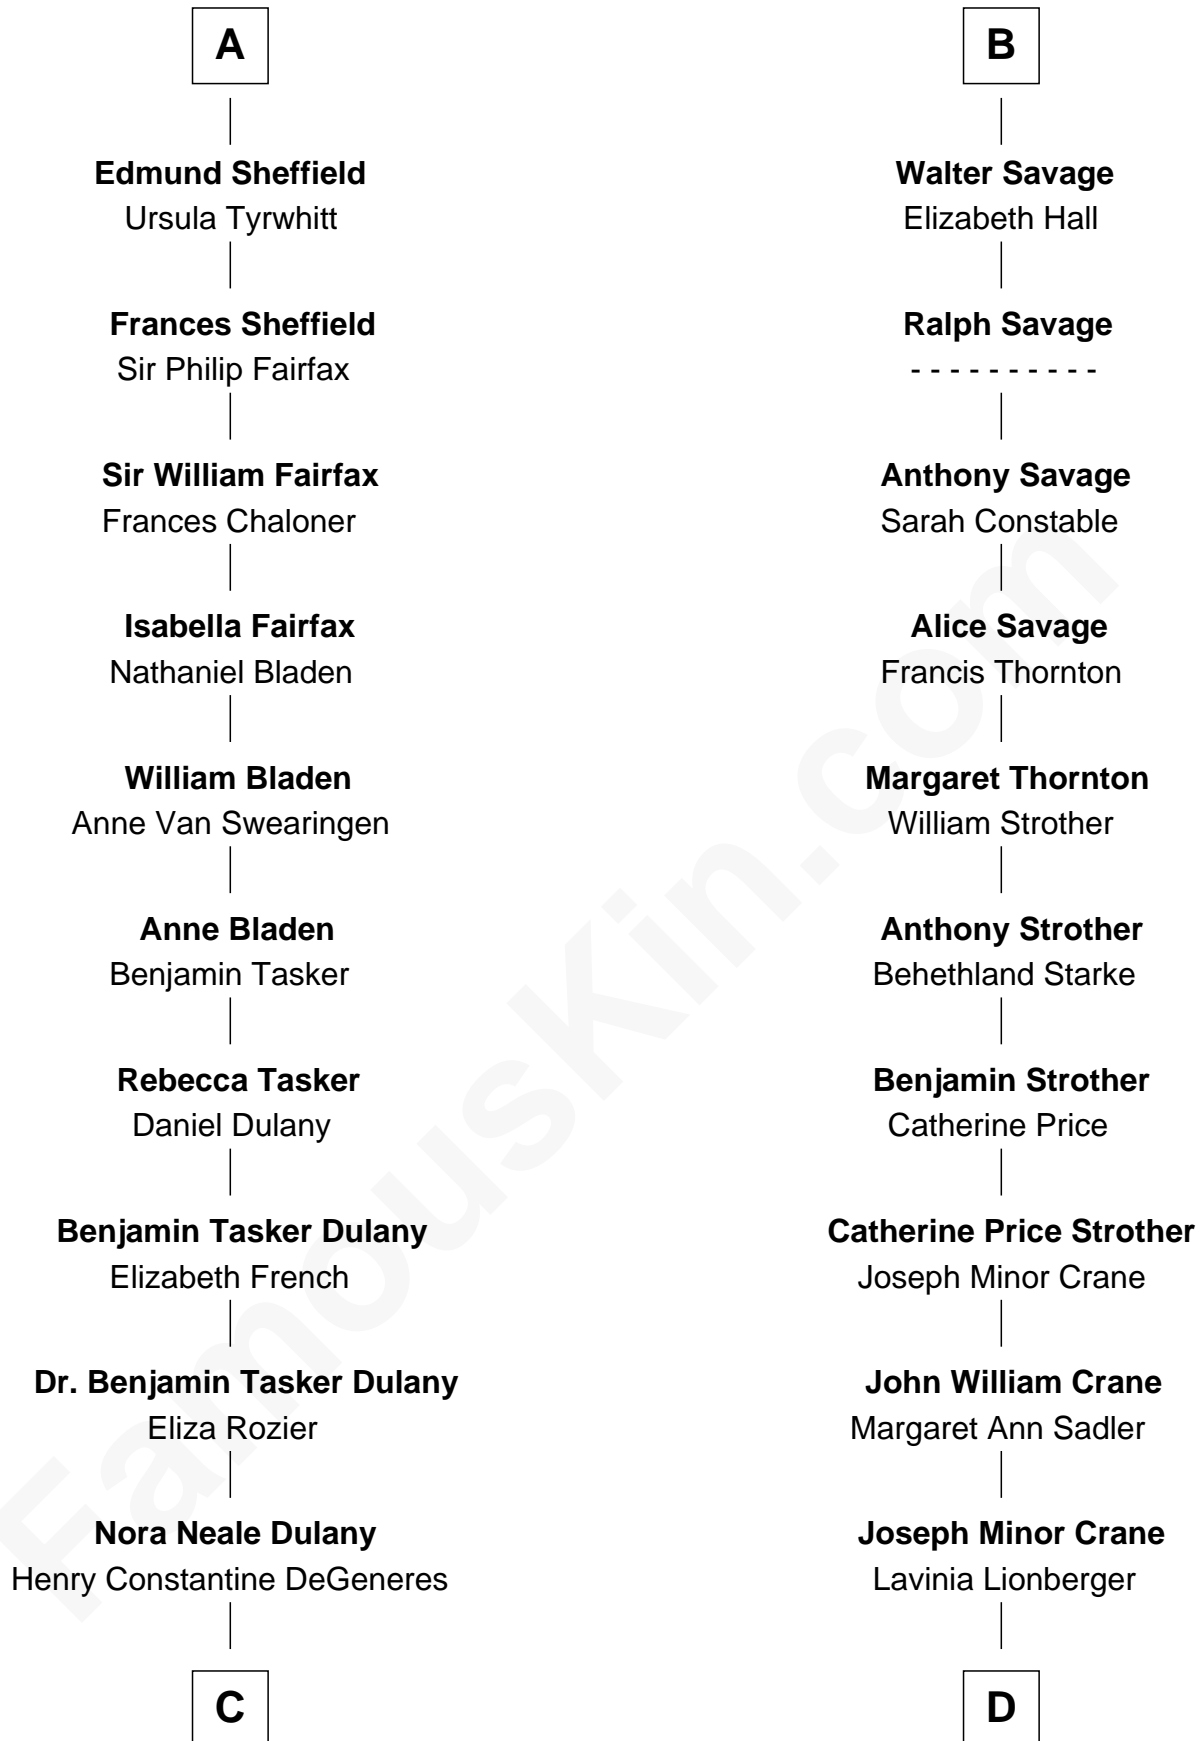 A
Edmund Sheffield
Ursula Tyrwhitt
Frances Sheffield
Sir Philip Fairfax
Sir William Fairfax
Frances Chaloner
Isabella Fairfax
Nathaniel Bladen
William Bladen
Anne Van Swearingen
Anne Bladen
Benjamin Tasker
Rebecca Tasker
Daniel Dulany
Benjamin Tasker Dulany
Elizabeth French
Dr. Benjamin Tasker Dulany
Eliza Rozier
Nora Neale Dulany
Henry Constantine DeGeneres
C
B
Walter Savage
Elizabeth Hall
Ralph Savage
- - - - - - - - - -
Anthony Savage
Sarah Constable
Alice Savage
Francis Thornton
Margaret Thornton
William Strother
Anthony Strother
Behethland Starke
Benjamin Strother
Catherine Price
Catherine Price Strother
Joseph Minor Crane
John William Crane
Margaret Ann Sadler
Joseph Minor Crane
Lavinia Lionberger
D
FamousKin.com